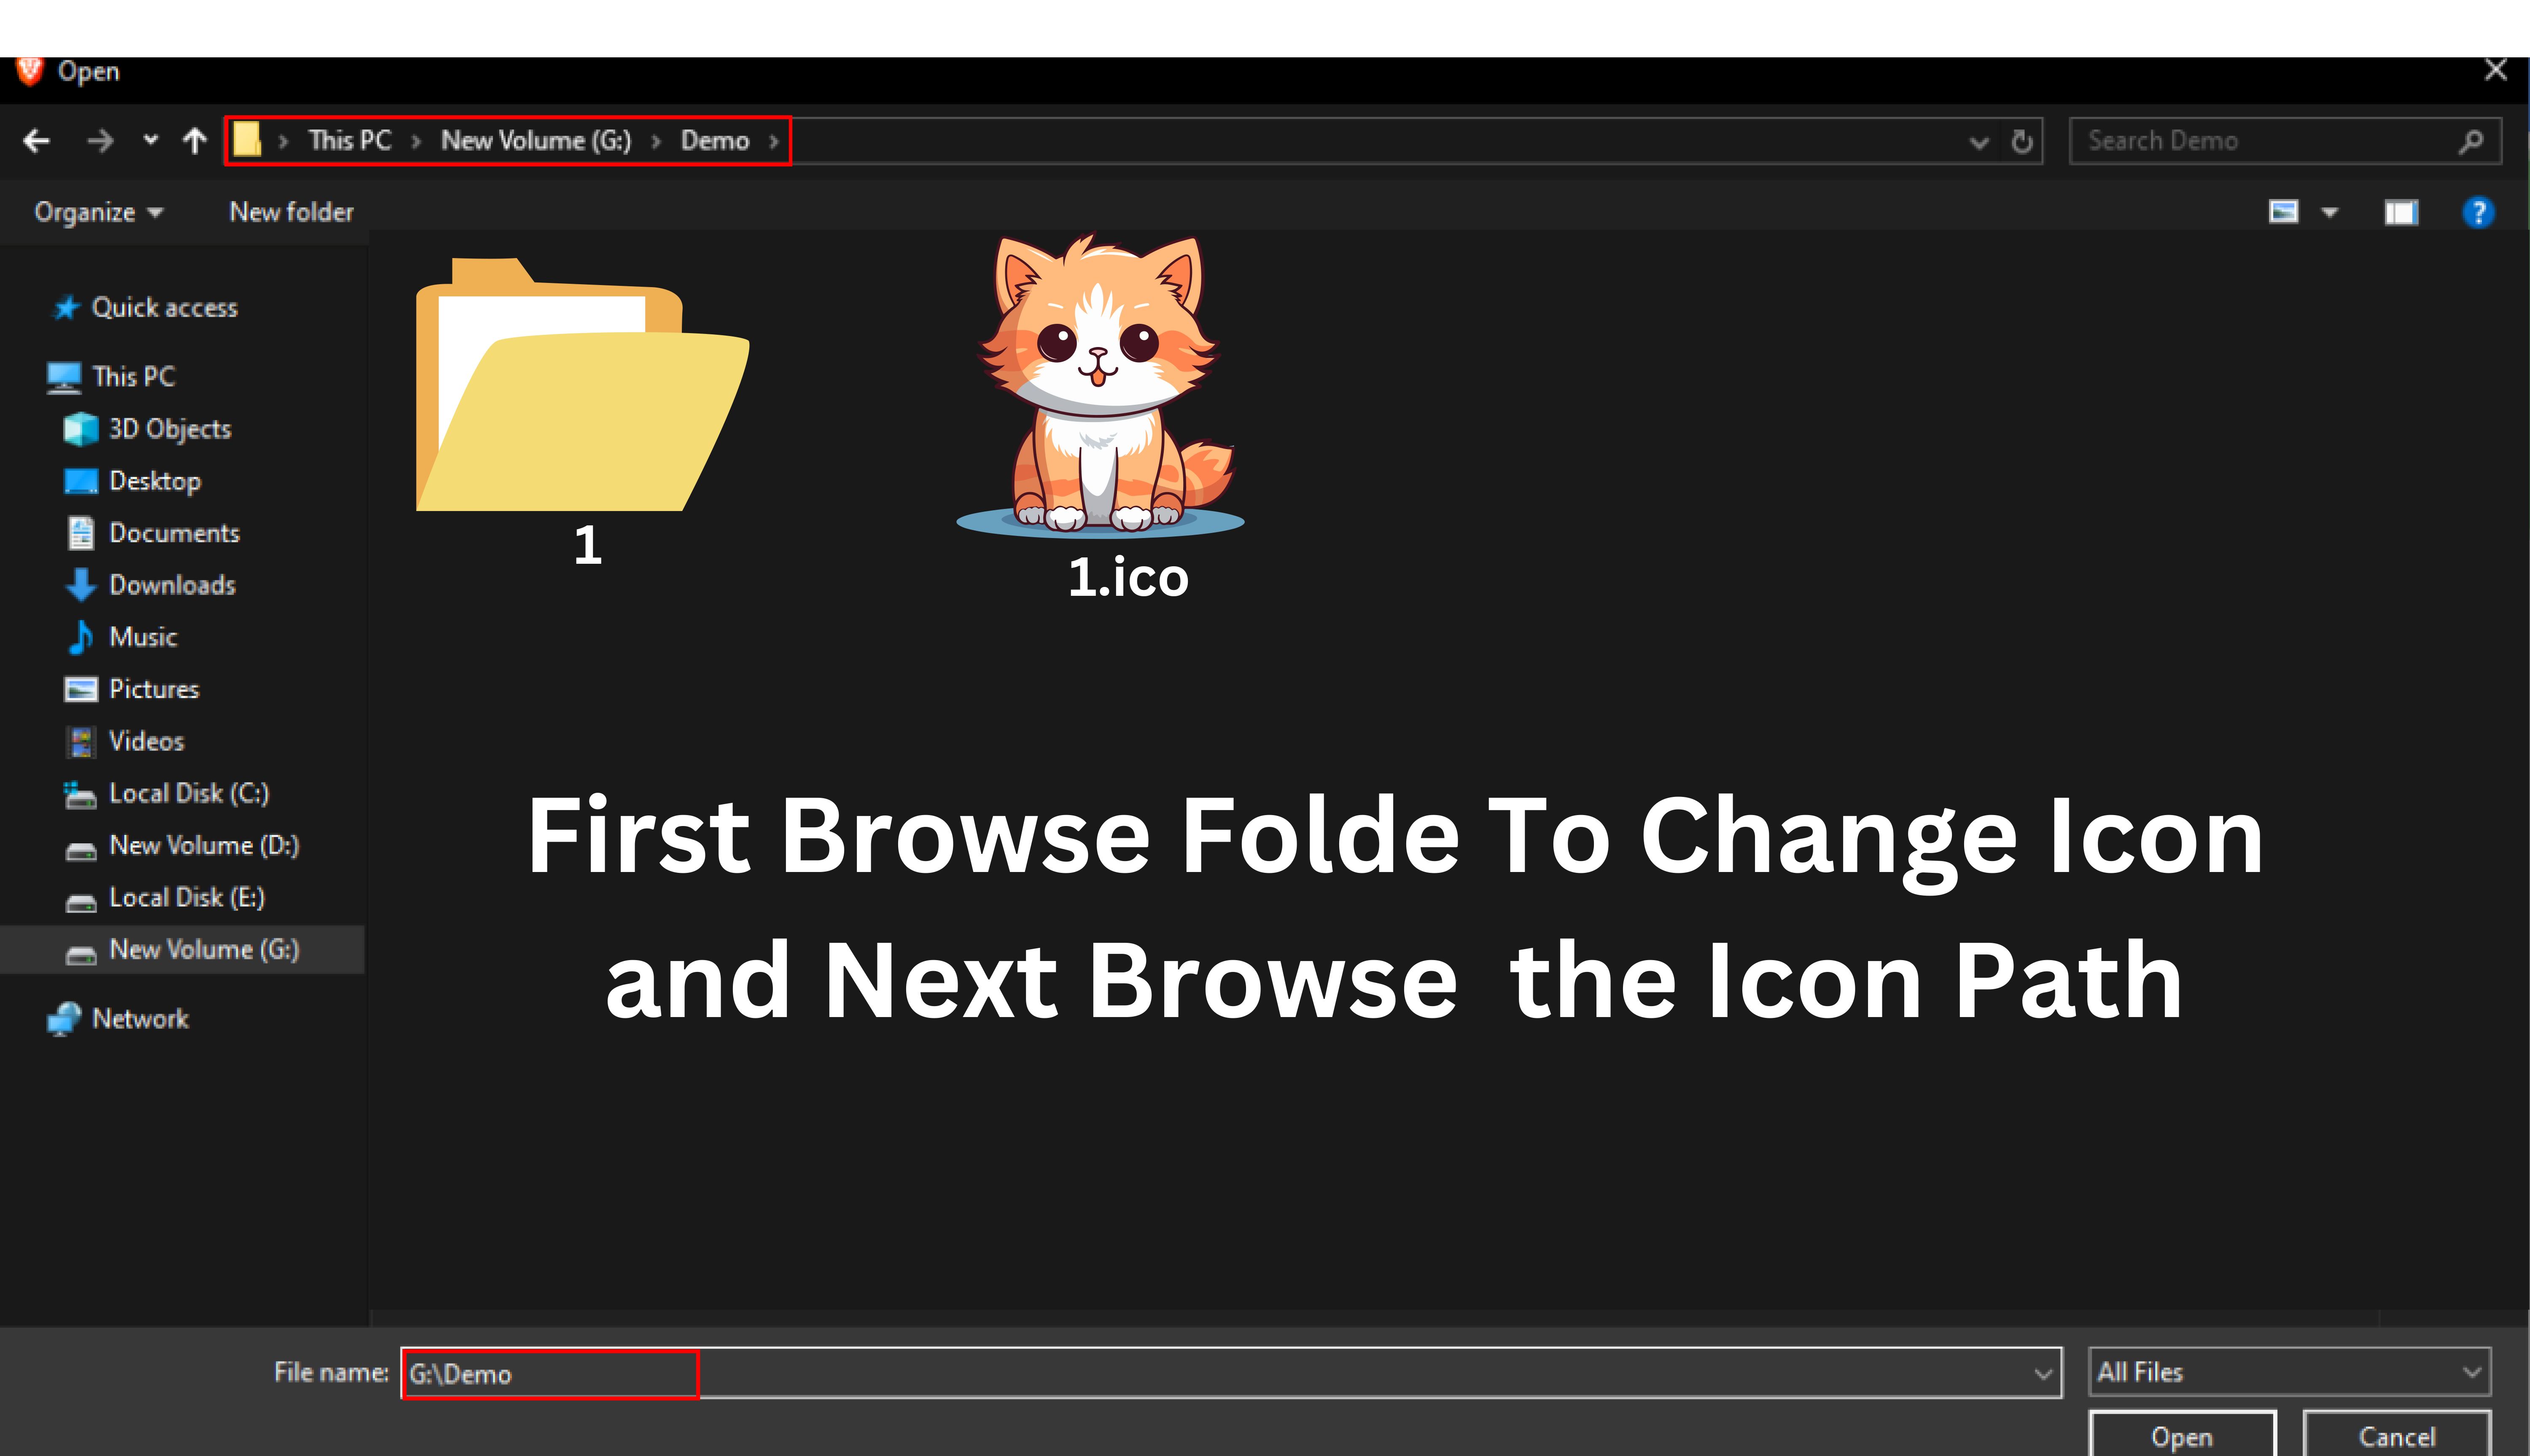 Open
This PC > New Volume (G:) > Demo >
Search Demo
Organize
New folder
Quick access
This PC
3D Objects
Desktop
Documents
Downloads
Music
Pictures
Videos
Local Disk (C:)
New Volume (D:)
Local Disk (E:)
New Volume (G:)
Network
1
1.ico
First Browse Folde To Change Icon
and Next Browse  the Icon Path
File name:
G:\Demo
All Files
Open
Cancel